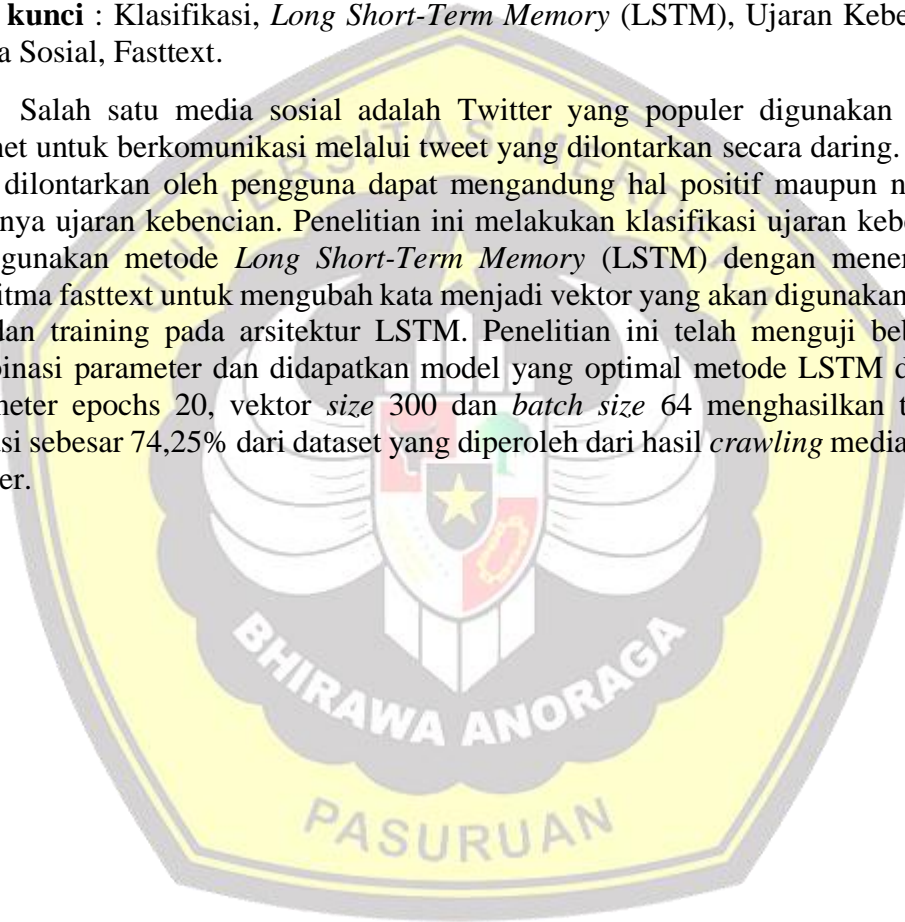 kunci : Klasifikasi, Long Short-Term Memory (LSTM), Ujaran Kebe
a Sosial, Fasttext.
Salah satu media sosial adalah Twitter yang populer digunakan
net untuk berkomunikasi melalui tweet yang dilontarkan secara daring.
dilontarkan oleh pengguna dapat mengandung hal positif maupun n
nya ujaran kebencian. Penelitian ini melakukan klasifikasi ujaran kebe
gunakan metode Long Short-Term Memory (LSTM) dengan mener
itma fasttext untuk mengubah kata menjadi vektor yang akan digunakan
dan training pada arsitektur LSTM. Penelitian ini telah menguji beb
binasi parameter dan didapatkan model yang optimal metode LSTM d
meter epochs 20, vektor size 300 dan batch size 64 menghasilkan t
si sebesar 74,25% dari dataset yang diperoleh dari hasil crawling media
er.
UNIVERSITAS MERDEKA
BHIRAWA ANORAGA
PASURUAN